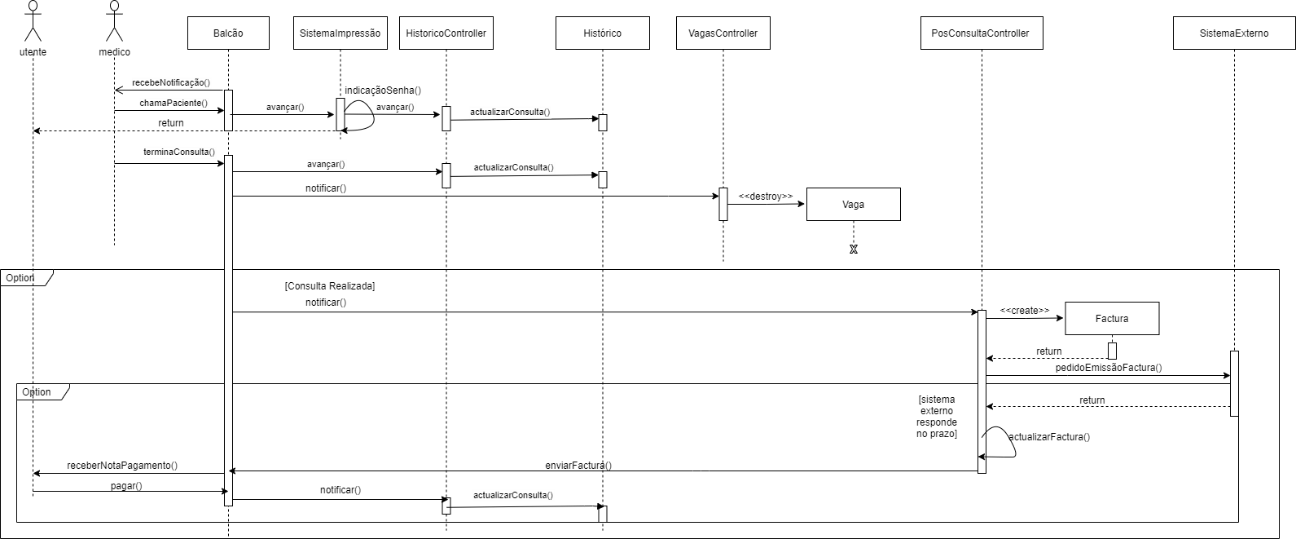 utente
medico
Balcão
SistemaImpressão
HistoricoController
Histórico
VagasController
PosConsultaController
SistemaExterno
recebeNotificação()
indicaçãoSenha()
chamaPaciente()
avançar()
avançar()
actualizarConsulta()
return
terminaConsulta()
avançar()
actualizarConsulta()
notificar()
<<destroy>>
Vaga
X
Option
[Consulta Realizada]
notificar()
<<create>>
Factura
return
pedidoEmissãoFactura()
Option
[sistema
externo
responde
no prazo]
return
actualizarFactura()
receberNotaPagamento()
enviarFactura()
pagar()
notificar()
actualizarConsulta()